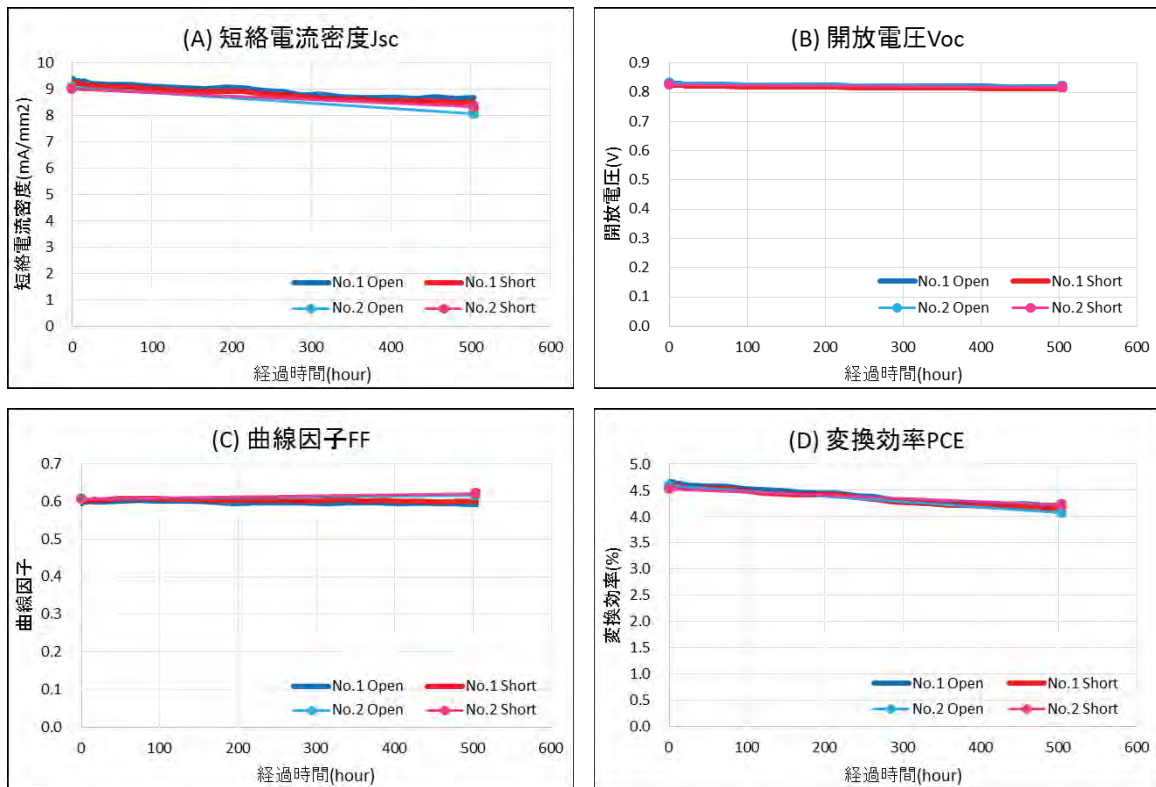 (A) 短絡電流密度Jsc
短絡電流密度(mA/mm2)
10
9
8
7
6
5
4
3
2
1
0
No.1 Open
No.1 Short
No.2 Open
No.2 Short
0 100 200 300 400 500 600
経過時間(hour)
(B) 開放電圧Voc
開放電圧(V)
0.9
0.8
0.7
0.6
0.5
0.4
0.3
0.2
0.1
0.0
No.1 Open
No.1 Short
No.2 Open
No.2 Short
0 100 200 300 400 500 600
経過時間(hour)
(C) 曲線因子FF
曲線因子
0.7
0.6
0.5
0.4
0.3
0.2
0.1
0.0
No.1 Open
No.1 Short
No.2 Open
No.2 Short
0 100 200 300 400 500 600
経過時間(hour)
(D) 変換効率PCE
変換効率(%)
5.0
4.5
4.0
3.5
3.0
2.5
2.0
1.5
1.0
0.5
0.0
No.1 Open
No.1 Short
No.2 Open
No.2 Short
0 100 200 300 400 500 600
経過時間(hour)